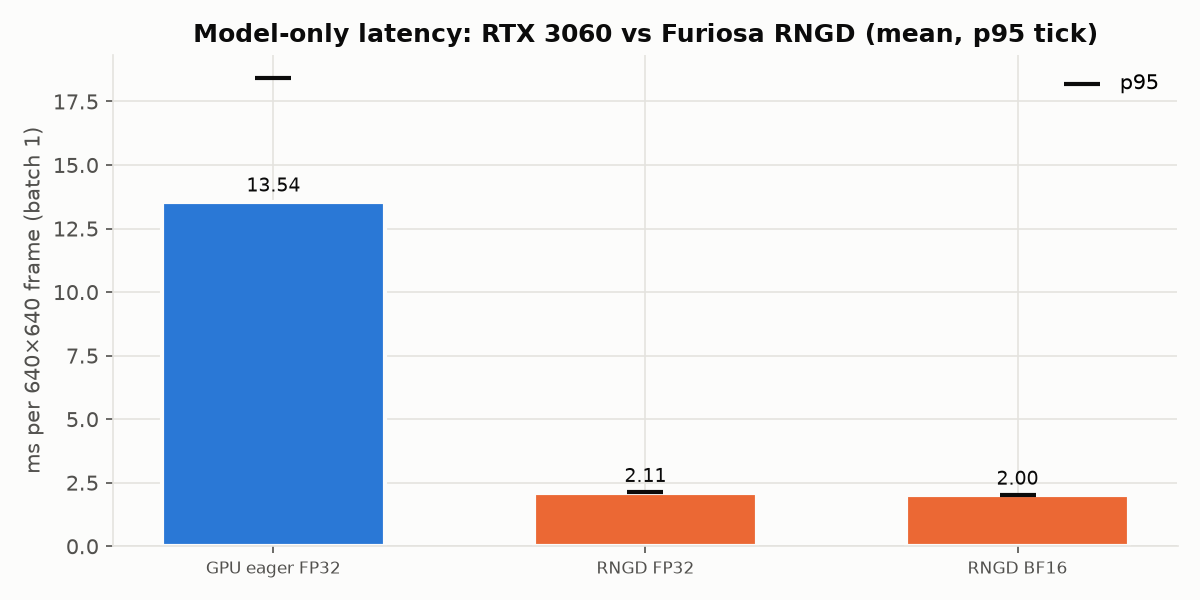 Model-only latency: RTX 3060 vs Furiosa RNGD (mean, p95 tick)
p95
ms per 640×640 frame (batch 1)
17.5
15.0
12.5
10.0
7.5
5.0
2.5
0.0
13.54
2.11
2.00
GPU eager FP32
RNGD FP32
RNGD BF16